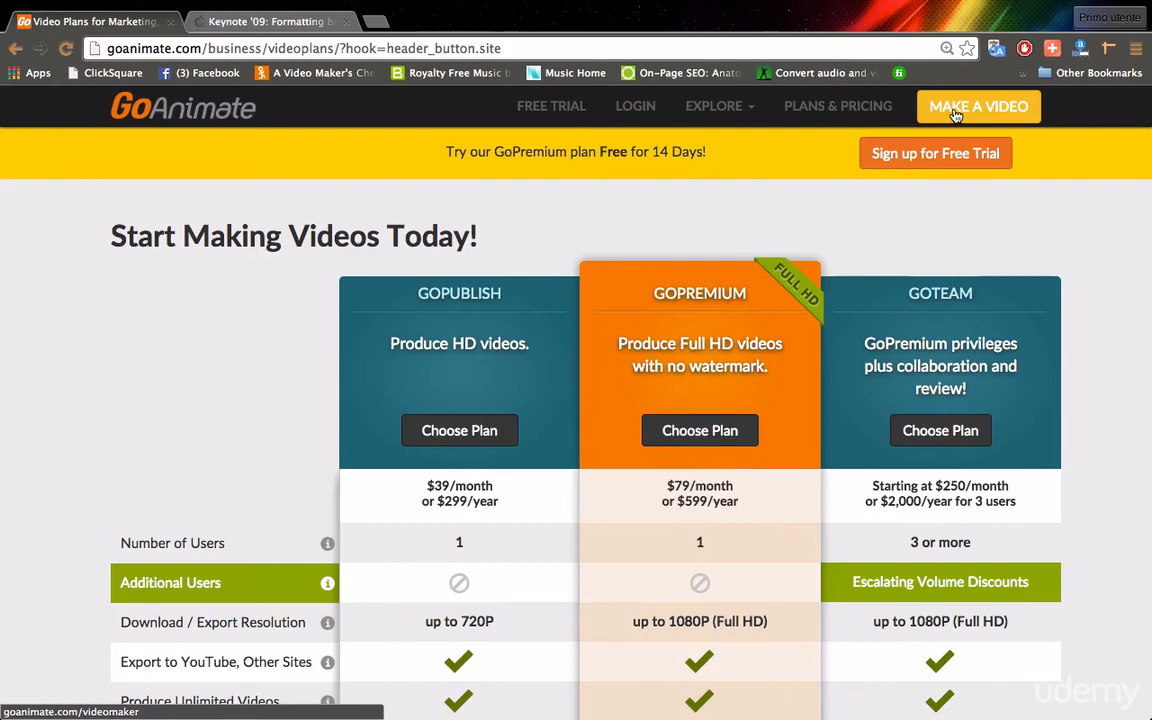 Go Video Plans for Marketing,
Keynote '09: Formatting b
Primo utente
goanimate.com/business/videoplans/?hook=header_button.site
Apps
ClickSquare
(3) Facebook
A Video Maker's Che
Royalty Free Music b
Music Home
On-Page SEO: Anato
Convert audio and v
Other Bookmarks
GoAnimate
FREE TRIAL
LOGIN
EXPLORE
PLANS & PRICING
MAKE A VIDEO
Try our GoPremium plan Free for 14 Days!
Sign up for Free Trial
Start Making Videos Today!
FULL HD
GOPUBLISH
GOPREMIUM
GOTEAM
Produce HD videos.
Produce Full HD videos
with no watermark.
GoPremium privileges
plus collaboration and
review!
Choose Plan
Choose Plan
Choose Plan
$39/month
or $299/year
$79/month
or $599/year
Starting at $250/month
or $2,000/year for 3 users
Number of Users
1
1
3 or more
Additional Users
Escalating Volume Discounts
Download / Export Resolution
up to 720P
up to 1080P (Full HD)
up to 1080P (Full HD)
Export to YouTube, Other Sites
Produce Unlimited Videos
goanimate.com/videomaker
udemy